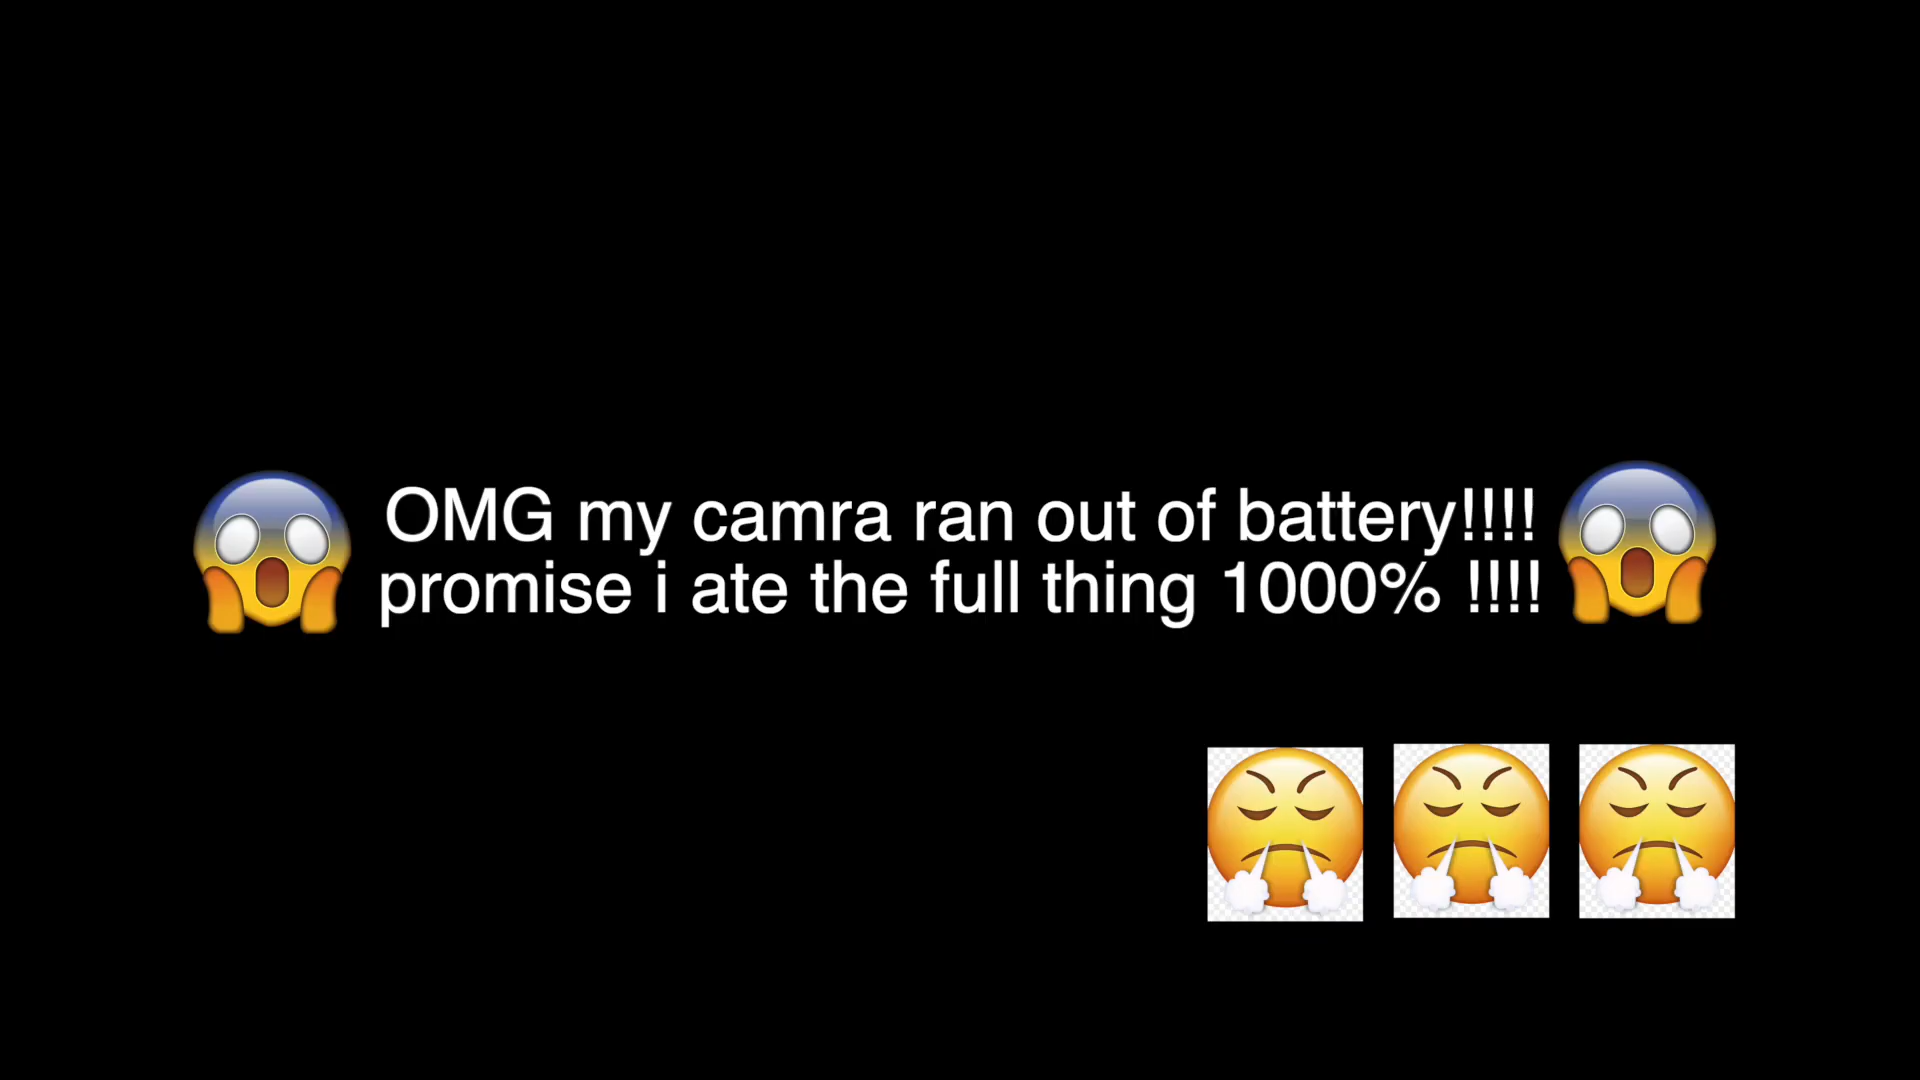 OMG my camra ran out of battery!!!!
promise i ate the full thing 1000% !!!!